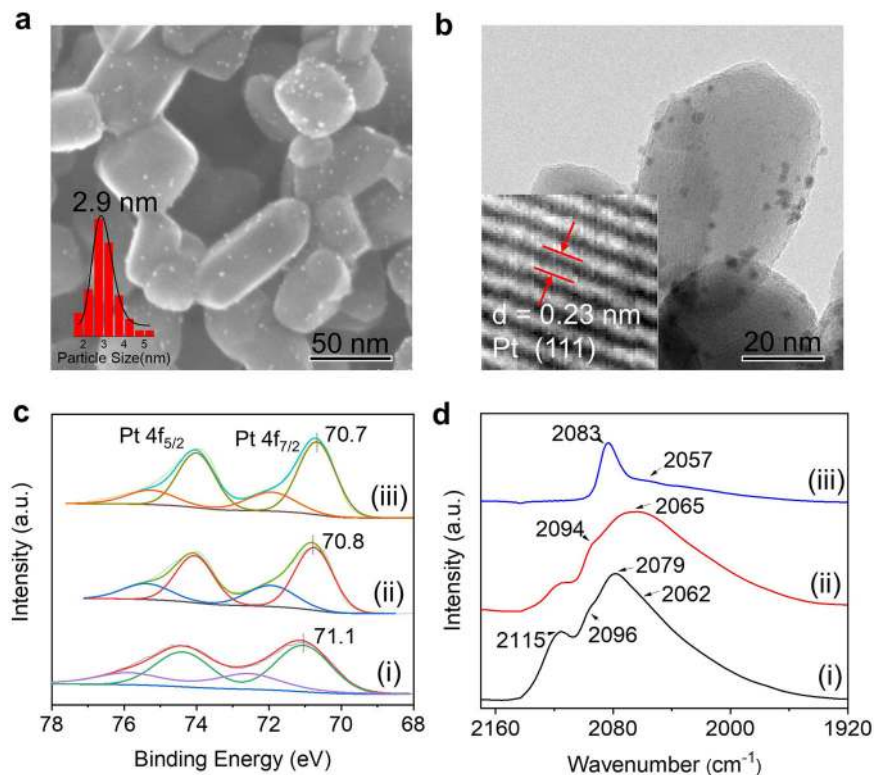 a
2.9 nm
2 3 4 5
Particle Size(nm)
50 nm
b
d = 0.23 nm
Pt (111)
20 nm
c
Pt 4f5/2
Pt 4f7/2
70.7
(iii)
70.8
(ii)
71.1
(i)
Intensity (a.u.)
78 76 74 72 70 68
Binding Energy (eV)
d
2083
2057
(iii)
2065
2094
(ii)
2079
2062
2115
2096
(i)
Intensity (a.u.)
2160 2080 2000 1920
Wavenumber (cm⁻¹)